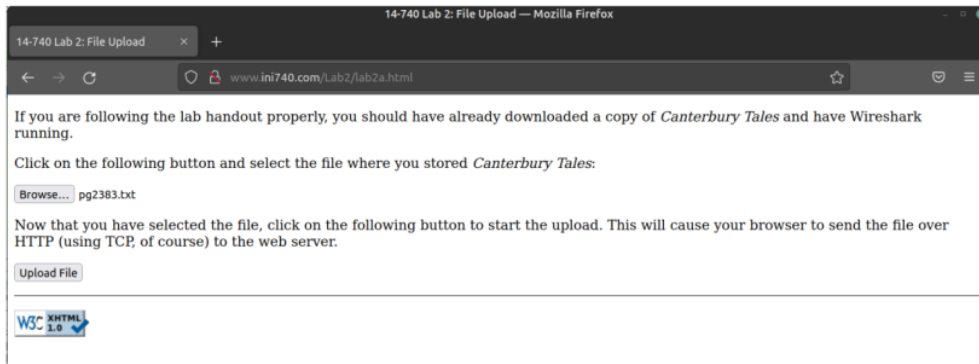 14-740 Lab 2: File Upload — Mozilla Firefox
14-740 Lab 2: File Upload
www.ini740.com/Lab2/lab2a.html
If you are following the lab handout properly, you should have already downloaded a copy of Canterbury Tales and have Wireshark
running.
Click on the following button and select the file where you stored Canterbury Tales:
Browse... pg2383.txt
Now that you have selected the file, click on the following button to start the upload. This will cause your browser to send the file over
HTTP (using TCP, of course) to the web server.
Upload File
W3C XHTML
1.0